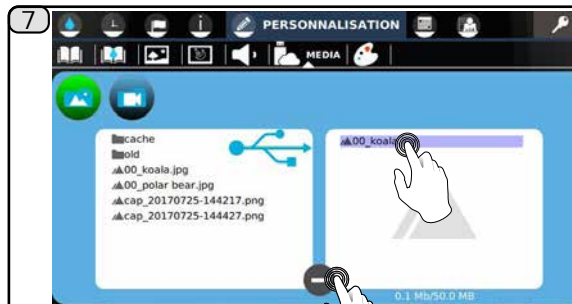 7
L
i
PERSONNALISATION
MEDIA
cache
old
00_koala.jpg
00_polar bear.jpg
cap_20170725-144217.png
cap_20170725-144427.png
00_koala
0.1 Mb/50.0 MB